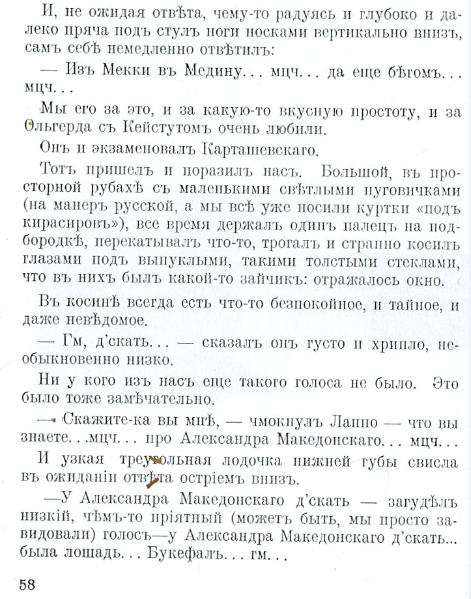 И, не ожидая отвѣта, чему-то радуясь и глубоко и да-
леко пряча подъ стулъ ноги носками вертикально внизъ,
самъ себѣ немедленно отвѣтилъ:
— Изъ Мекки въ Медину... мцч... да еще бѣгомъ...
мцч...
Мы его за это, и за какую-то вкусную простоту, и за
Ольгерда съ Кейстутомъ очень любили.
Онъ и экзаменовалъ Карташевскаго.
Тотъ пришелъ и поразилъ насъ. Большой, въ про-
сторной рубахѣ съ маленькими свѣтлыми пуговичками
(на манеръ русской, а мы всѣ уже носили куртки «подъ
кирасировъ»), все время держалъ одинъ палецъ на под-
бородкѣ, перекатывалъ что-то, трогалъ и странно косилъ
глазами подъ выпуклыми, такими толстыми стеклами,
что въ нихъ былъ какой-то зайчикъ: отражалось окно.
Въ косинѣ всегда есть что-то безпокойное, и тайное, и
даже невѣдомое.
— Гм, д'скать... — сказалъ онъ густо и хрипло, не-
обыкновенно низко.
Ни у кого изъ насъ еще такого голоса не было. Это
было тоже замѣчательно.
— Скажите-ка вы мнѣ, — чмокнулъ Лаппо — что вы
знаете...мцч... про Александра Македонскаго... мцч...
И узкая треугольная лодочка нижней губы свисла
въ ожиданіи отвѣта остріемъ внизъ.
—У Александра Македонскаго д'скать — загудѣлъ
низкій, чѣмъ-то пріятный (можетъ быть, мы просто за-
видовали) голосъ—у Александра Македонскаго д'скать...
была лошадь... Букефалъ... гм...
58